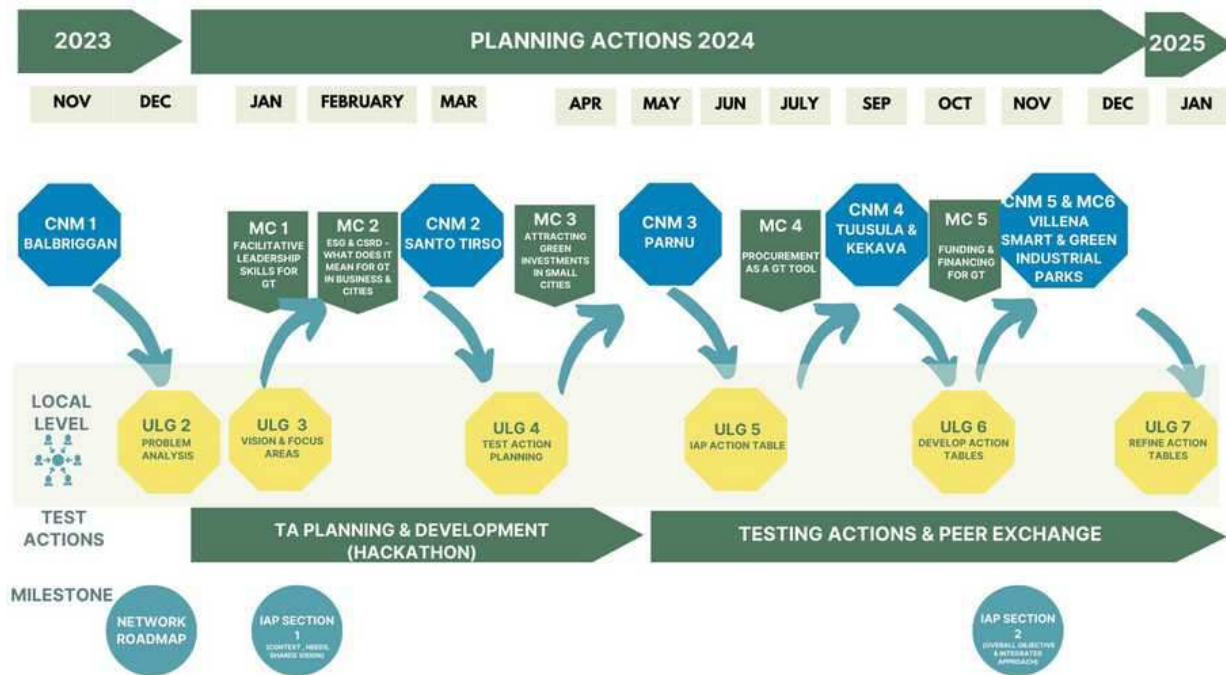 2023
PLANNING ACTIONS 2024
2025
NOV
DEC
JAN
FEBRUARY
MAR
APR
MAY
JUN
JULY
SEP
OCT
NOV
DEC
JAN
CNM 1
BALBRIGGAN
MC 1
FACILITATIVE
LEADERSHIP
SKILLS FOR
GT
MC 2
ESG & CSRD -
WHAT DOES IT
MEAN FOR GT
IN BUSINESS &
CITIES
CNM 2
SANTO TIRSO
MC 3
ATTRACTING
GREEN
INVESTMENTS
IN SMALL
CITIES
CNM 3
PARNU
MC 4
PROCUREMENT
AS A GT TOOL
CNM 4
TUUSULA &
KEKAVA
MC 5
FUNDING &
FINANCING
FOR GT
CNM 5 & MC6
VILLENA
SMART & GREEN
INDUSTRIAL
PARKS
LOCAL
LEVEL
ULG 2
PROBLEM
ANALYSIS
ULG 3
VISION & FOCUS
AREAS
ULG 4
TEST ACTION
PLANNING
ULG 5
IAP ACTION TABLE
ULG 6
DEVELOP ACTION
TABLES
ULG 7
REFINE ACTION
TABLES
TEST
ACTIONS
TA PLANNING & DEVELOPMENT
(HACKATHON)
TESTING ACTIONS & PEER EXCHANGE
MILESTONE
NETWORK
ROADMAP
IAP SECTION
1
(CONTEXT , NEEDS,
SHARED VISION)
IAP SECTION
2
(OVERALL OBJECTIVE
& INTEGRATED
APPROACH)